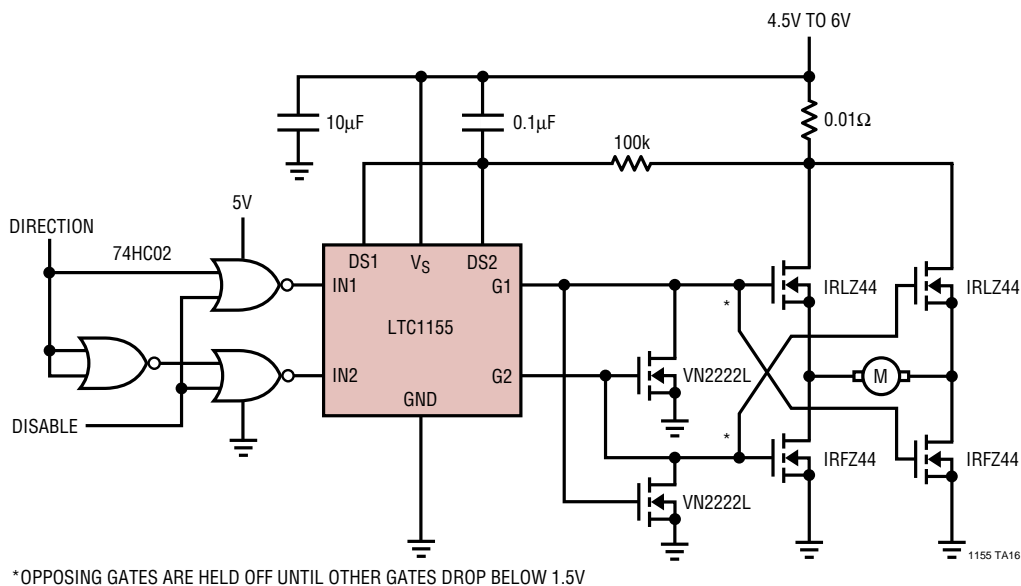 4.5V TO 6V
10µF
0.1µF
0.01Ω
100k
5V
DIRECTION
74HC02
DS1
VS
DS2
IN1
G1
IRLZ44
IRLZ44
LTC1155
IN2
G2
VN2222L
M
GND
DISABLE
*
*
IRFZ44
IRFZ44
VN2222L
1155 TA16
*OPPOSING GATES ARE HELD OFF UNTIL OTHER GATES DROP BELOW 1.5V